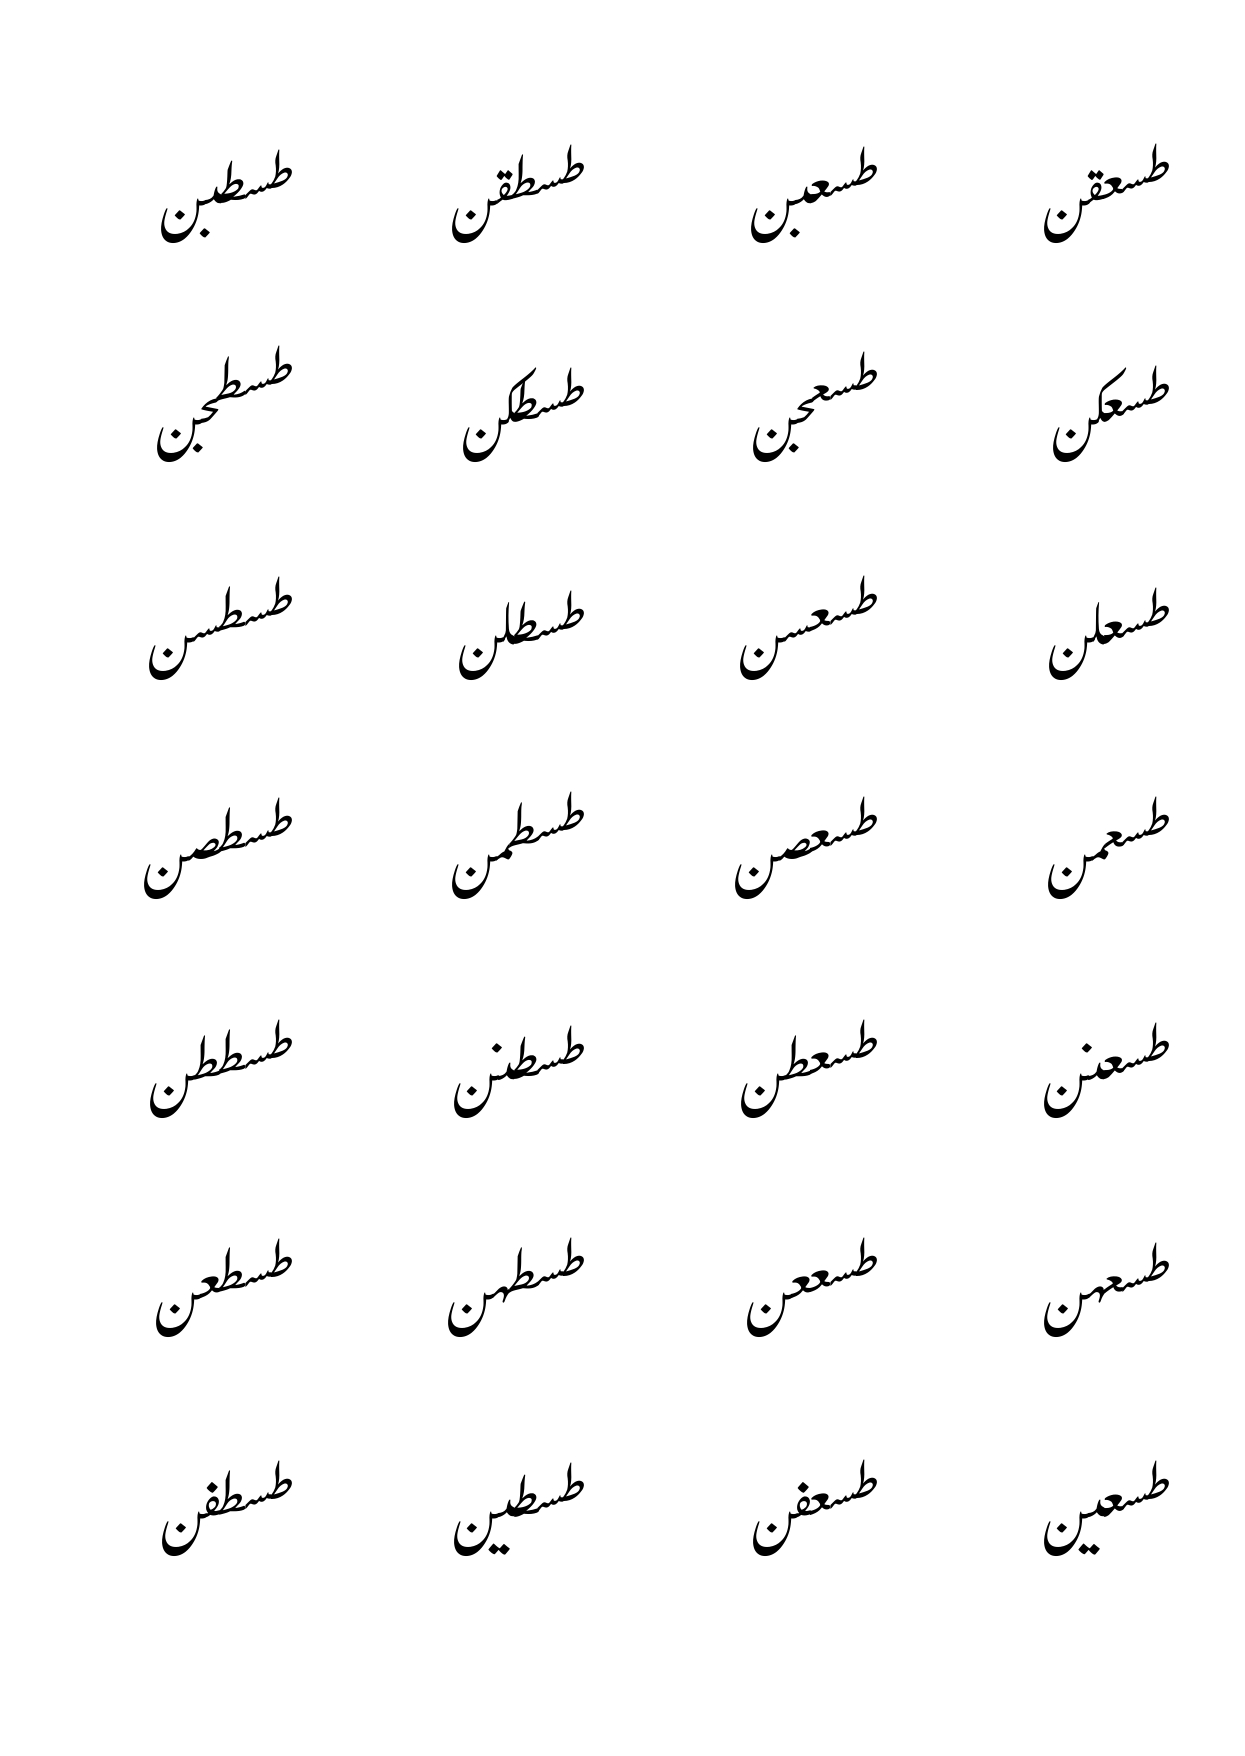 طسعقن طسعبن طسطقن طسطبن
طسعکن طسعجن طسطکن طسطجن
طسعلن طسعسن طسطلن طسطسن
طسعمن طسعصن طسطمن طسطصن
طسعنن طسعطن طسطنن طسططن
طسعهن طسععن طسطهن طسطعن
طسعین طسعفن طسطین طسطفن